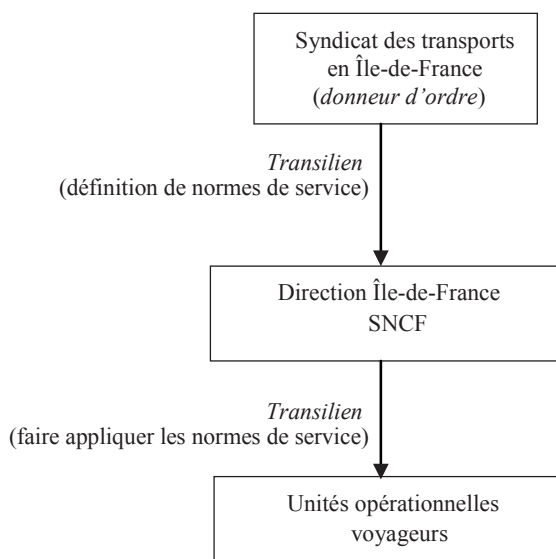 Syndicat des transports
en Île-de-France
(donneur d’ordre)
Transilien
(définition de normes de service)
Direction Île-de-France
SNCF
Transilien
(faire appliquer les normes de service)
Unités opérationnelles
voyageurs